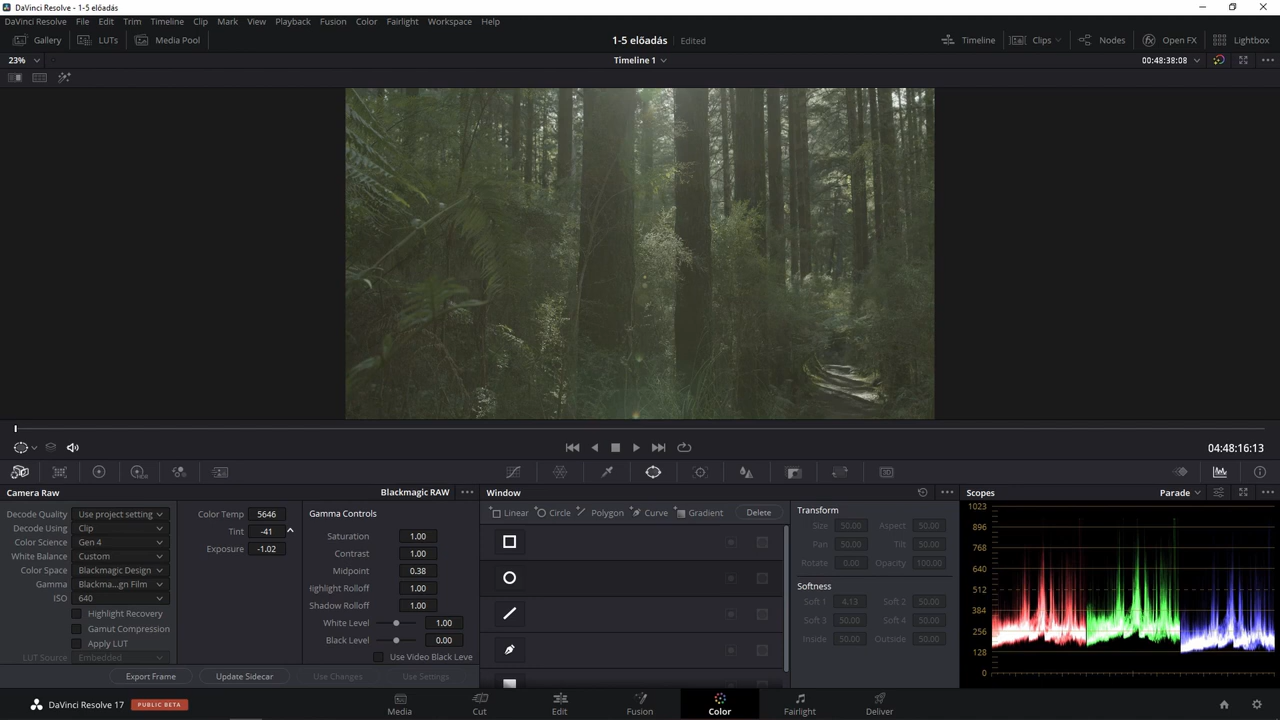 DaVinci Resolve - 1-5 előadás
DaVinci Resolve File Edit Trim Timeline Clip Mark View Playback Fusion Color Fairlight Workspace Help
Gallery LUTs Media Pool 1-5 előadás Edited Timeline Clips Nodes Open FX Lightbox
23% Timeline 1 00:48:38:08
04:48:16:13
Camera Raw Blackmagic RAW
Decode Quality Use project setting
Decode Using Clip
Color Science Gen 4
White Balance Custom
Color Space Blackmagic Design
Gamma Blackma...gn Film
ISO 640
Highlight Recovery
Gamut Compression
Apply LUT
LUT Source Embedded
Color Temp 5646
Tint -41
Exposure -1.02
Gamma Controls
Saturation 1.00
Contrast 1.00
Midpoint 0.38
ighlight Rolloff 1.00
Shadow Rolloff 1.00
White Level 1.00
Black Level 0.00
Use Video Black Leve
Export Frame Update Sidecar Use Changes Use Settings
Window
Linear Circle Polygon Curve Gradient Delete
Transform
Size 50.00 Aspect 50.00
Pan 50.00 Tilt 50.00
Rotate 0.00 Opacity 100.00
Softness
Soft 1 4.13 Soft 2 50.00
Soft 3 50.00 Soft 4 50.00
Inside 50.00 Outside 50.00
Scopes Parade
1023
896
768
640
512
384
256
128
0
DaVinci Resolve 17 PUBLIC BETA Media Cut Edit Fusion Color Fairlight Deliver